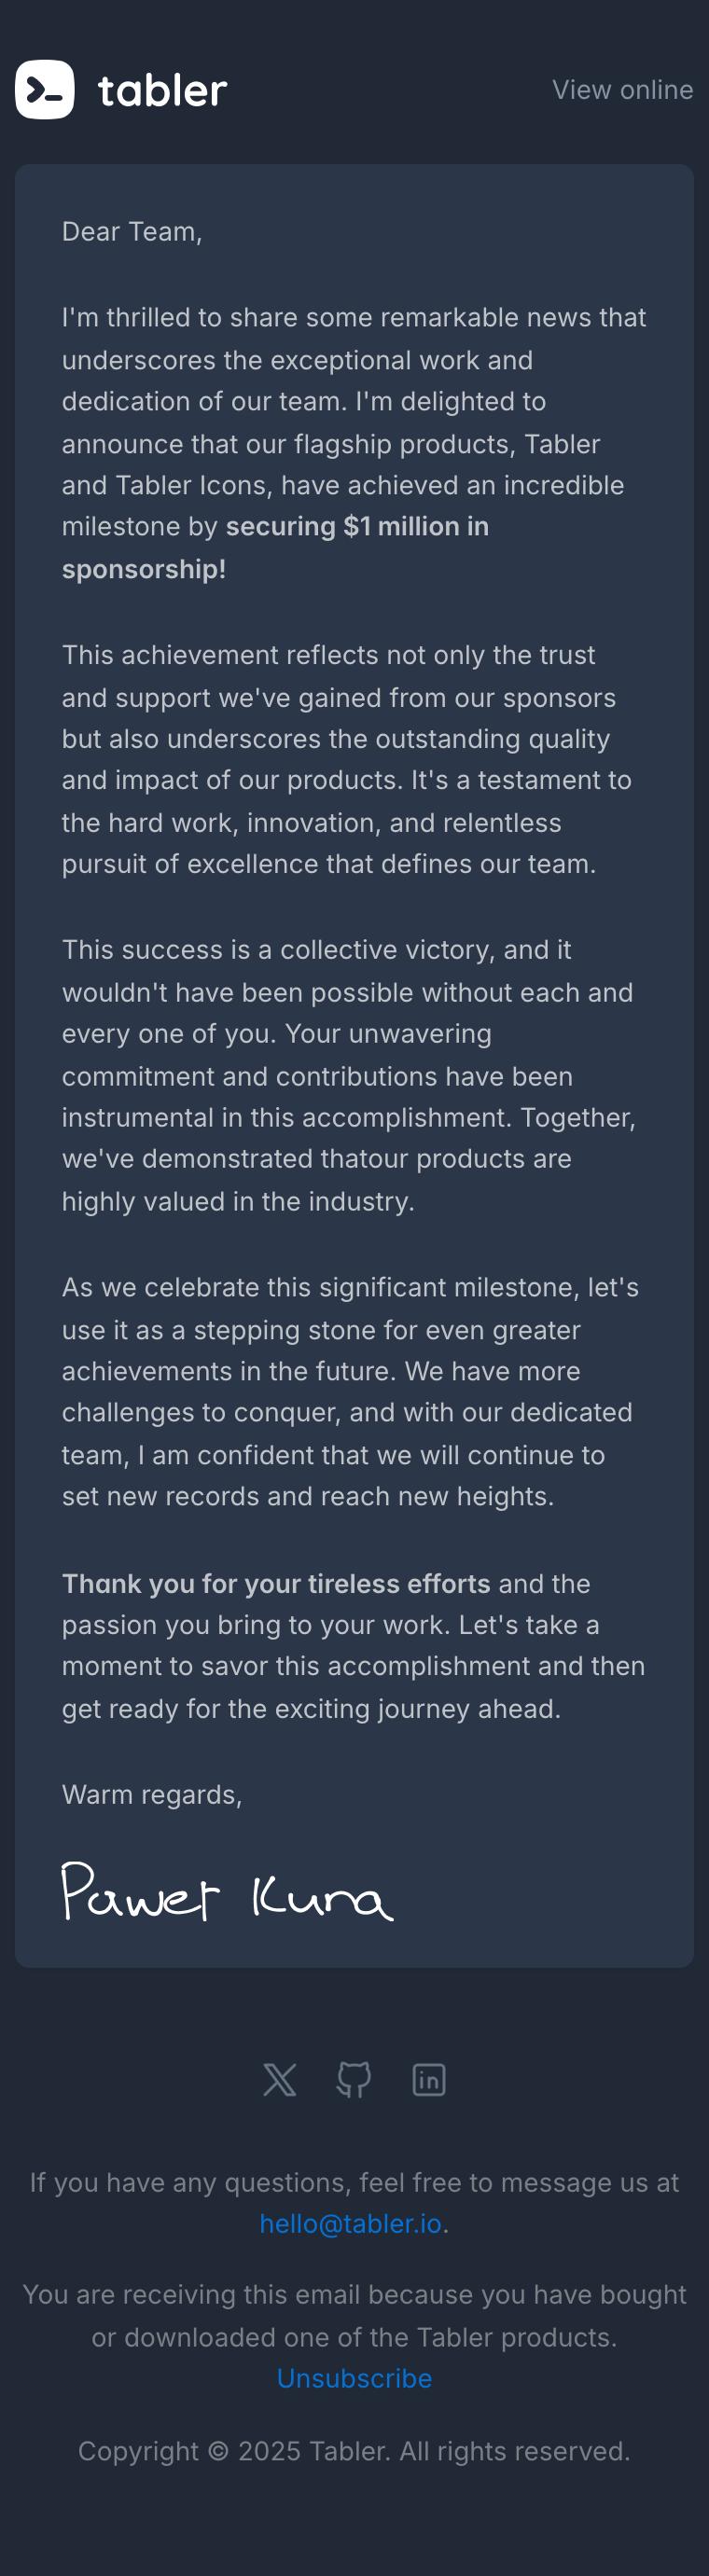 tabler
View online
Dear Team,
I'm thrilled to share some remarkable news that
underscores the exceptional work and
dedication of our team. I'm delighted to
announce that our flagship products, Tabler
and Tabler Icons, have achieved an incredible
milestone by securing $1 million in
sponsorship!
This achievement reflects not only the trust
and support we've gained from our sponsors
but also underscores the outstanding quality
and impact of our products. It's a testament to
the hard work, innovation, and relentless
pursuit of excellence that defines our team.
This success is a collective victory, and it
wouldn't have been possible without each and
every one of you. Your unwavering
commitment and contributions have been
instrumental in this accomplishment. Together,
we've demonstrated thatour products are
highly valued in the industry.
As we celebrate this significant milestone, let's
use it as a stepping stone for even greater
achievements in the future. We have more
challenges to conquer, and with our dedicated
team, I am confident that we will continue to
set new records and reach new heights.
Thank you for your tireless efforts and the
passion you bring to your work. Let's take a
moment to savor this accomplishment and then
get ready for the exciting journey ahead.
Warm regards,
Paweł Kuna
If you have any questions, feel free to message us at
hello@tabler.io.
You are receiving this email because you have bought
or downloaded one of the Tabler products.
Unsubscribe
Copyright © 2025 Tabler. All rights reserved.